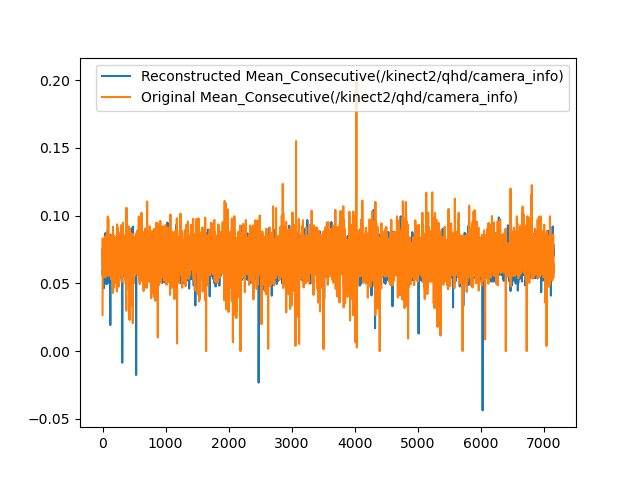 Reconstructed Mean_Consecutive(/kinect2/qhd/camera_info)
Original Mean_Consecutive(/kinect2/qhd/camera_info)
0.20
0.15
0.10
0.05
0.00
−0.05
0 1000 2000 3000 4000 5000 6000 7000